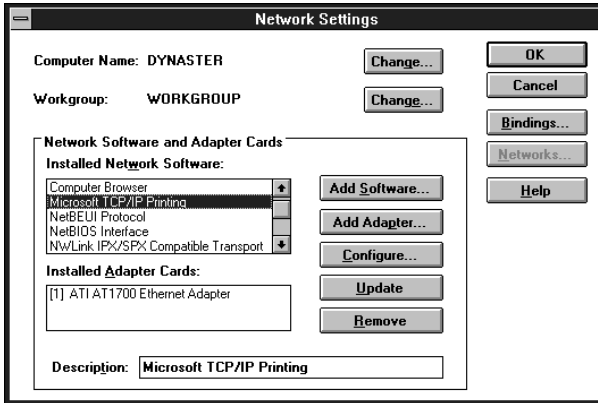 Network Settings
Computer Name: DYNASTER
Change...
OK
Cancel
Workgroup: WORKGROUP
Change...
Bindings...
Networks...
Help
Network Software and Adapter Cards
Installed Network Software:
Computer Browser
Microsoft TCP/IP Printing
NetBEUI Protocol
NetBIOS Interface
NWLink IPX/SPX Compatible Transport
Add Software...
Add Adapter...
Configure...
Update
Remove
Installed Adapter Cards:
[1] ATI AT1700 Ethernet Adapter
Description: Microsoft TCP/IP Printing